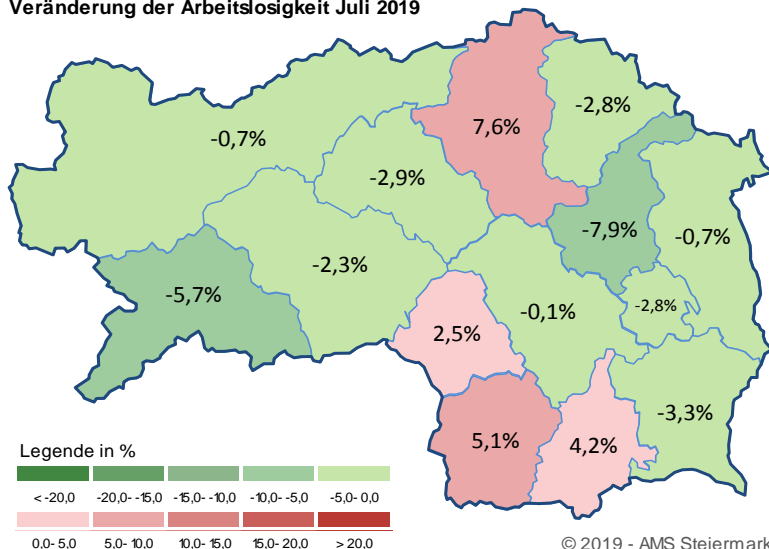 Veränderung der Arbeitslosigkeit Juli 2019
7,6%
-2,8%
-0,7%
-2,9%
-7,9%
-0,7%
-2,3%
-5,7%
-0,1%
-2,8%
2,5%
-3,3%
5,1%
4,2%
Legende in %
< -20,0 -20,0- -15,0 -15,0- -10,0 -10,0- -5,0 -5,0- 0,0
0,0- 5,0 5,0- 10,0 10,0- 15,0 15,0- 20,0 > 20,0
© 2019 - AMS Steiermark